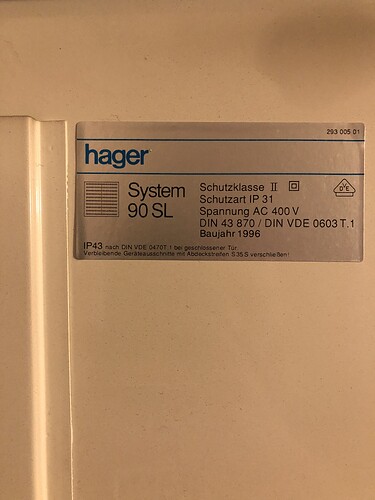 293 005 01
hager
System
90 SL
Schutzklasse II
Schutzart IP 31
Spannung AC 400 V
DIN 43 870 / DIN VDE 0603 T.1
Baujahr 1996
IP43 nach DIN VDE 0470T.1 bei geschlossener Tür.
Verbleibende Geräteausschnitte mit Abdeckstreifen S 35 S verschließen!